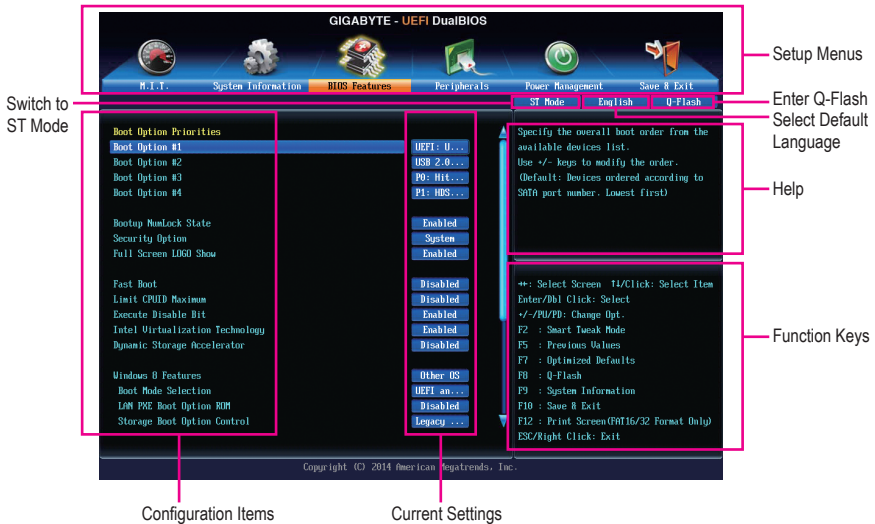 GIGABYTE - UEFI DualBIOS
Setup Menus
M.I.T. System Information BIOS Features Peripherals Power Management Save & Exit
Switch to
ST Mode
ST Mode English Q-Flash
Enter Q-Flash
Select Default
Language
Boot Option Priorities
Boot Option #1 UEFI: U...
Boot Option #2 USB 2.0...
Boot Option #3 P0: Hit...
Boot Option #4 P1: HDS...
Bootup NumLock State Enabled
Security Option System
Full Screen LOGO Show Enabled
Fast Boot Disabled
Limit CPUID Maximum Disabled
Execute Disable Bit Enabled
Intel Virtualization Technology Enabled
Dynamic Storage Accelerator Disabled
Windows 8 Features Other OS
Boot Mode Selection UEFI an...
LAN PXE Boot Option ROM Disabled
Storage Boot Option Control Legacy ...
Specify the overall boot order from the
available devices list.
Use +/- keys to modify the order.
(Default: Devices ordered according to
SATA port number. Lowest first)
Help
→←: Select Screen ↑↓/Click: Select Item
Enter/Dbl Click: Select
+/-/PU/PD: Change Opt.
F2 : Smart Tweak Mode
F5 : Previous Values
F7 : Optimized Defaults
F8 : Q-Flash
F9 : System Information
F10 : Save & Exit
F12 : Print Screen(FAT16/32 Format Only)
ESC/Right Click: Exit
Function Keys
Copyright (C) 2014 American Megatrends, Inc.
Configuration Items
Current Settings